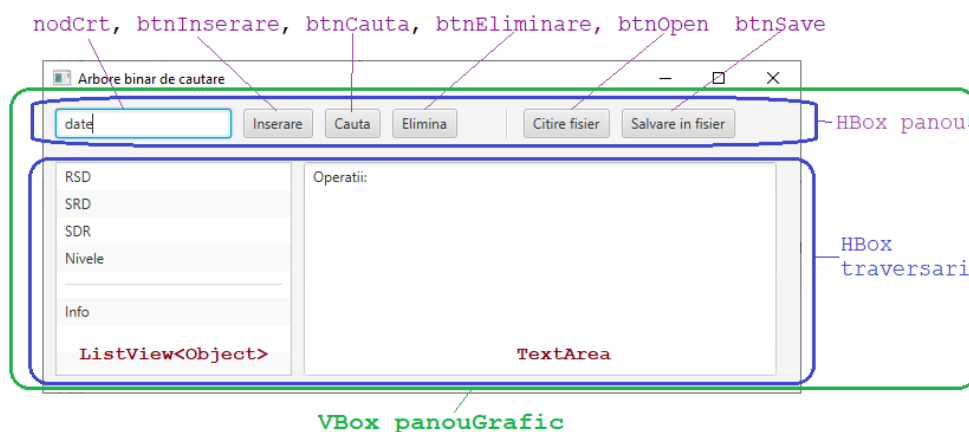 nodCrt, btnInserare, btnCauta, btnEliminare, btnOpen btnSave
Arbore binar de cautare
date Inserare Cauta Elimina Citire fisier Salvare in fisier
HBox panou
RSD Operatii:
SRD
SDR
Nivele
HBox
traversari
Info
ListView<Object> TextArea
VBox panouGrafic